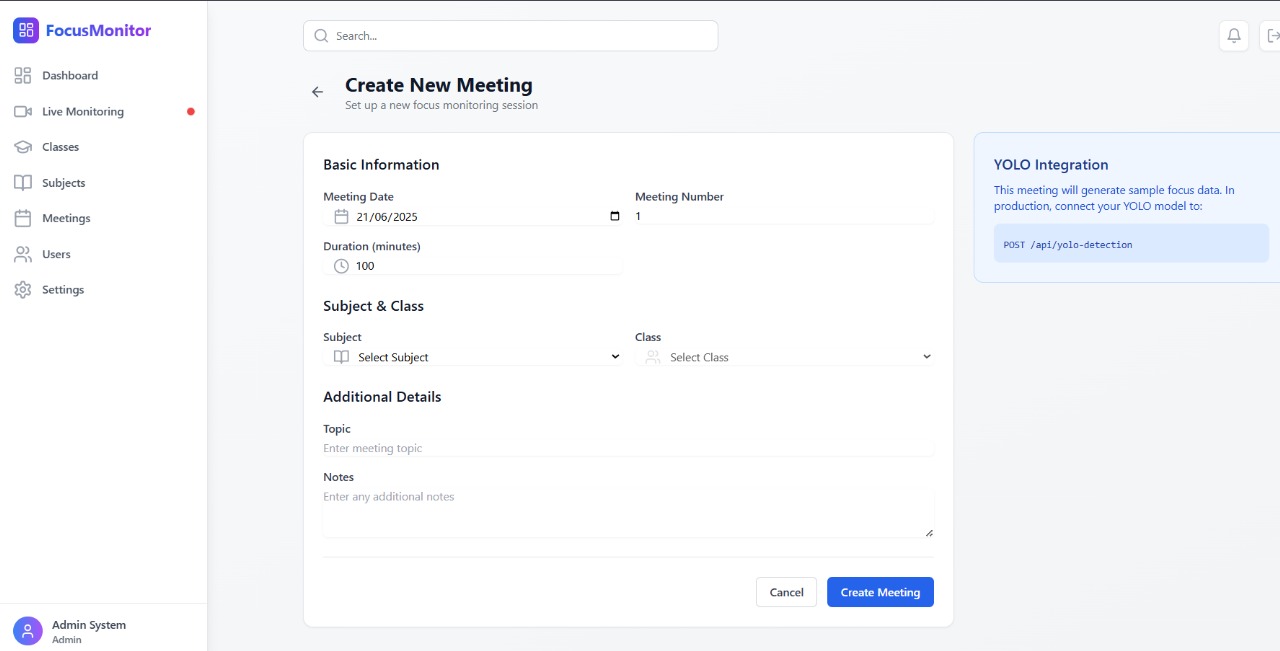 FocusMonitor
Dashboard
Live Monitoring
Classes
Subjects
Meetings
Users
Settings
Admin System
Admin
Search...
Create New Meeting
Set up a new focus monitoring session
Basic Information
Meeting Date
21/06/2025
Meeting Number
1
Duration (minutes)
100
Subject & Class
Subject
Select Subject
Class
Select Class
Additional Details
Topic
Enter meeting topic
Notes
Enter any additional notes
Cancel
Create Meeting
YOLO Integration
This meeting will generate sample focus data. In
production, connect your YOLO model to:
POST /api/yolo-detection